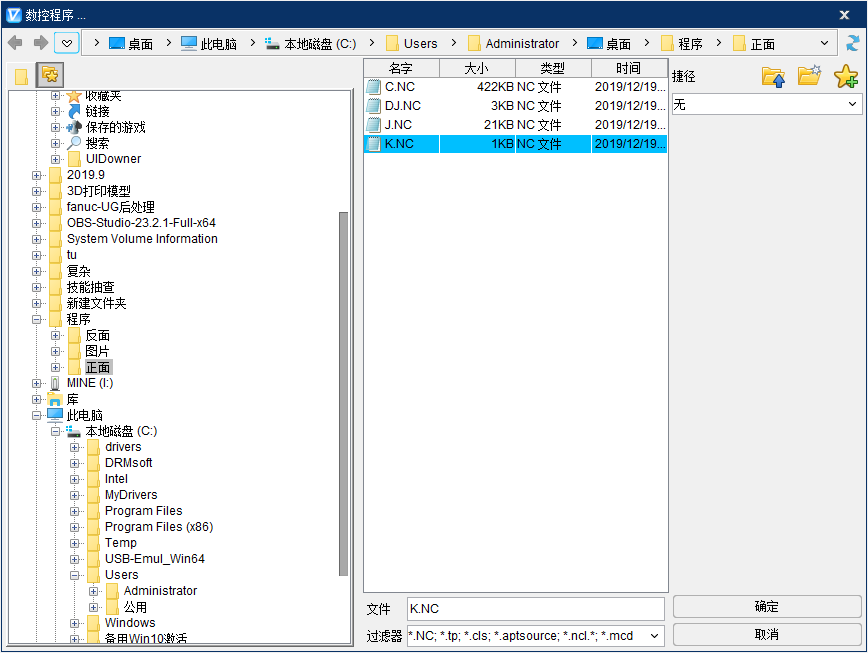 数控程序 ...
桌面 此电脑 本地磁盘 (C:) Users Administrator 桌面 程序 正面
收藏夹
链接
保存的游戏
搜索
UIDowner
2019.9
3D打印模型
fanuc-UG后处理
OBS-Studio-23.2.1-Full-x64
System Volume Information
tu
复杂
技能抽查
新建文件夹
程序
反面
图片
正面
MINE (I:)
库
此电脑
本地磁盘 (C:)
drivers
DRMsoft
Intel
MyDrivers
Program Files
Program Files (x86)
Temp
USB-Emul_Win64
Users
Administrator
公用
Windows
备用Win10激活
名字 大小 类型 时间
C.NC 422KB NC 文件 2019/12/19...
DJ.NC 3KB NC 文件 2019/12/19...
J.NC 21KB NC 文件 2019/12/19...
K.NC 1KB NC 文件 2019/12/19...
文件 K.NC
过滤器 *.NC; *.tp; *.cls; *.aptsource; *.ncl.*; *.mcd
捷径
无
确定
取消